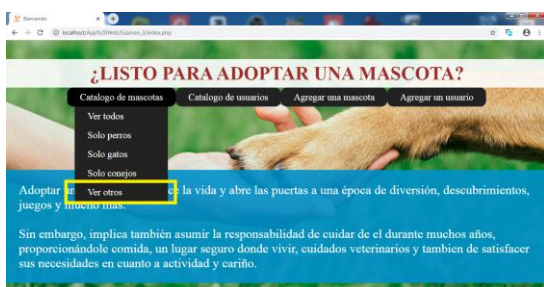 Bienvenido
localhost/App%20Web/Examen_3/index.php
¿LISTO PARA ADOPTAR UNA MASCOTA?
Catalogo de mascotas Catalogo de usuarios Agregar una mascota Agregar un usuario
Ver todos
Solo perros
Solo gatos
Solo conejos
Ver otros
Adoptar la vida y abre las puertas a una época de diversión, descubrimientos,
juegos y mucho más.
Sin embargo, implica también asumir la responsabilidad de cuidar de el durante muchos años,
proporcionándole comida, un lugar seguro donde vivir, cuidados veterinarios y tambien de satisfacer
sus necesidades en cuanto a actividad y cariño.